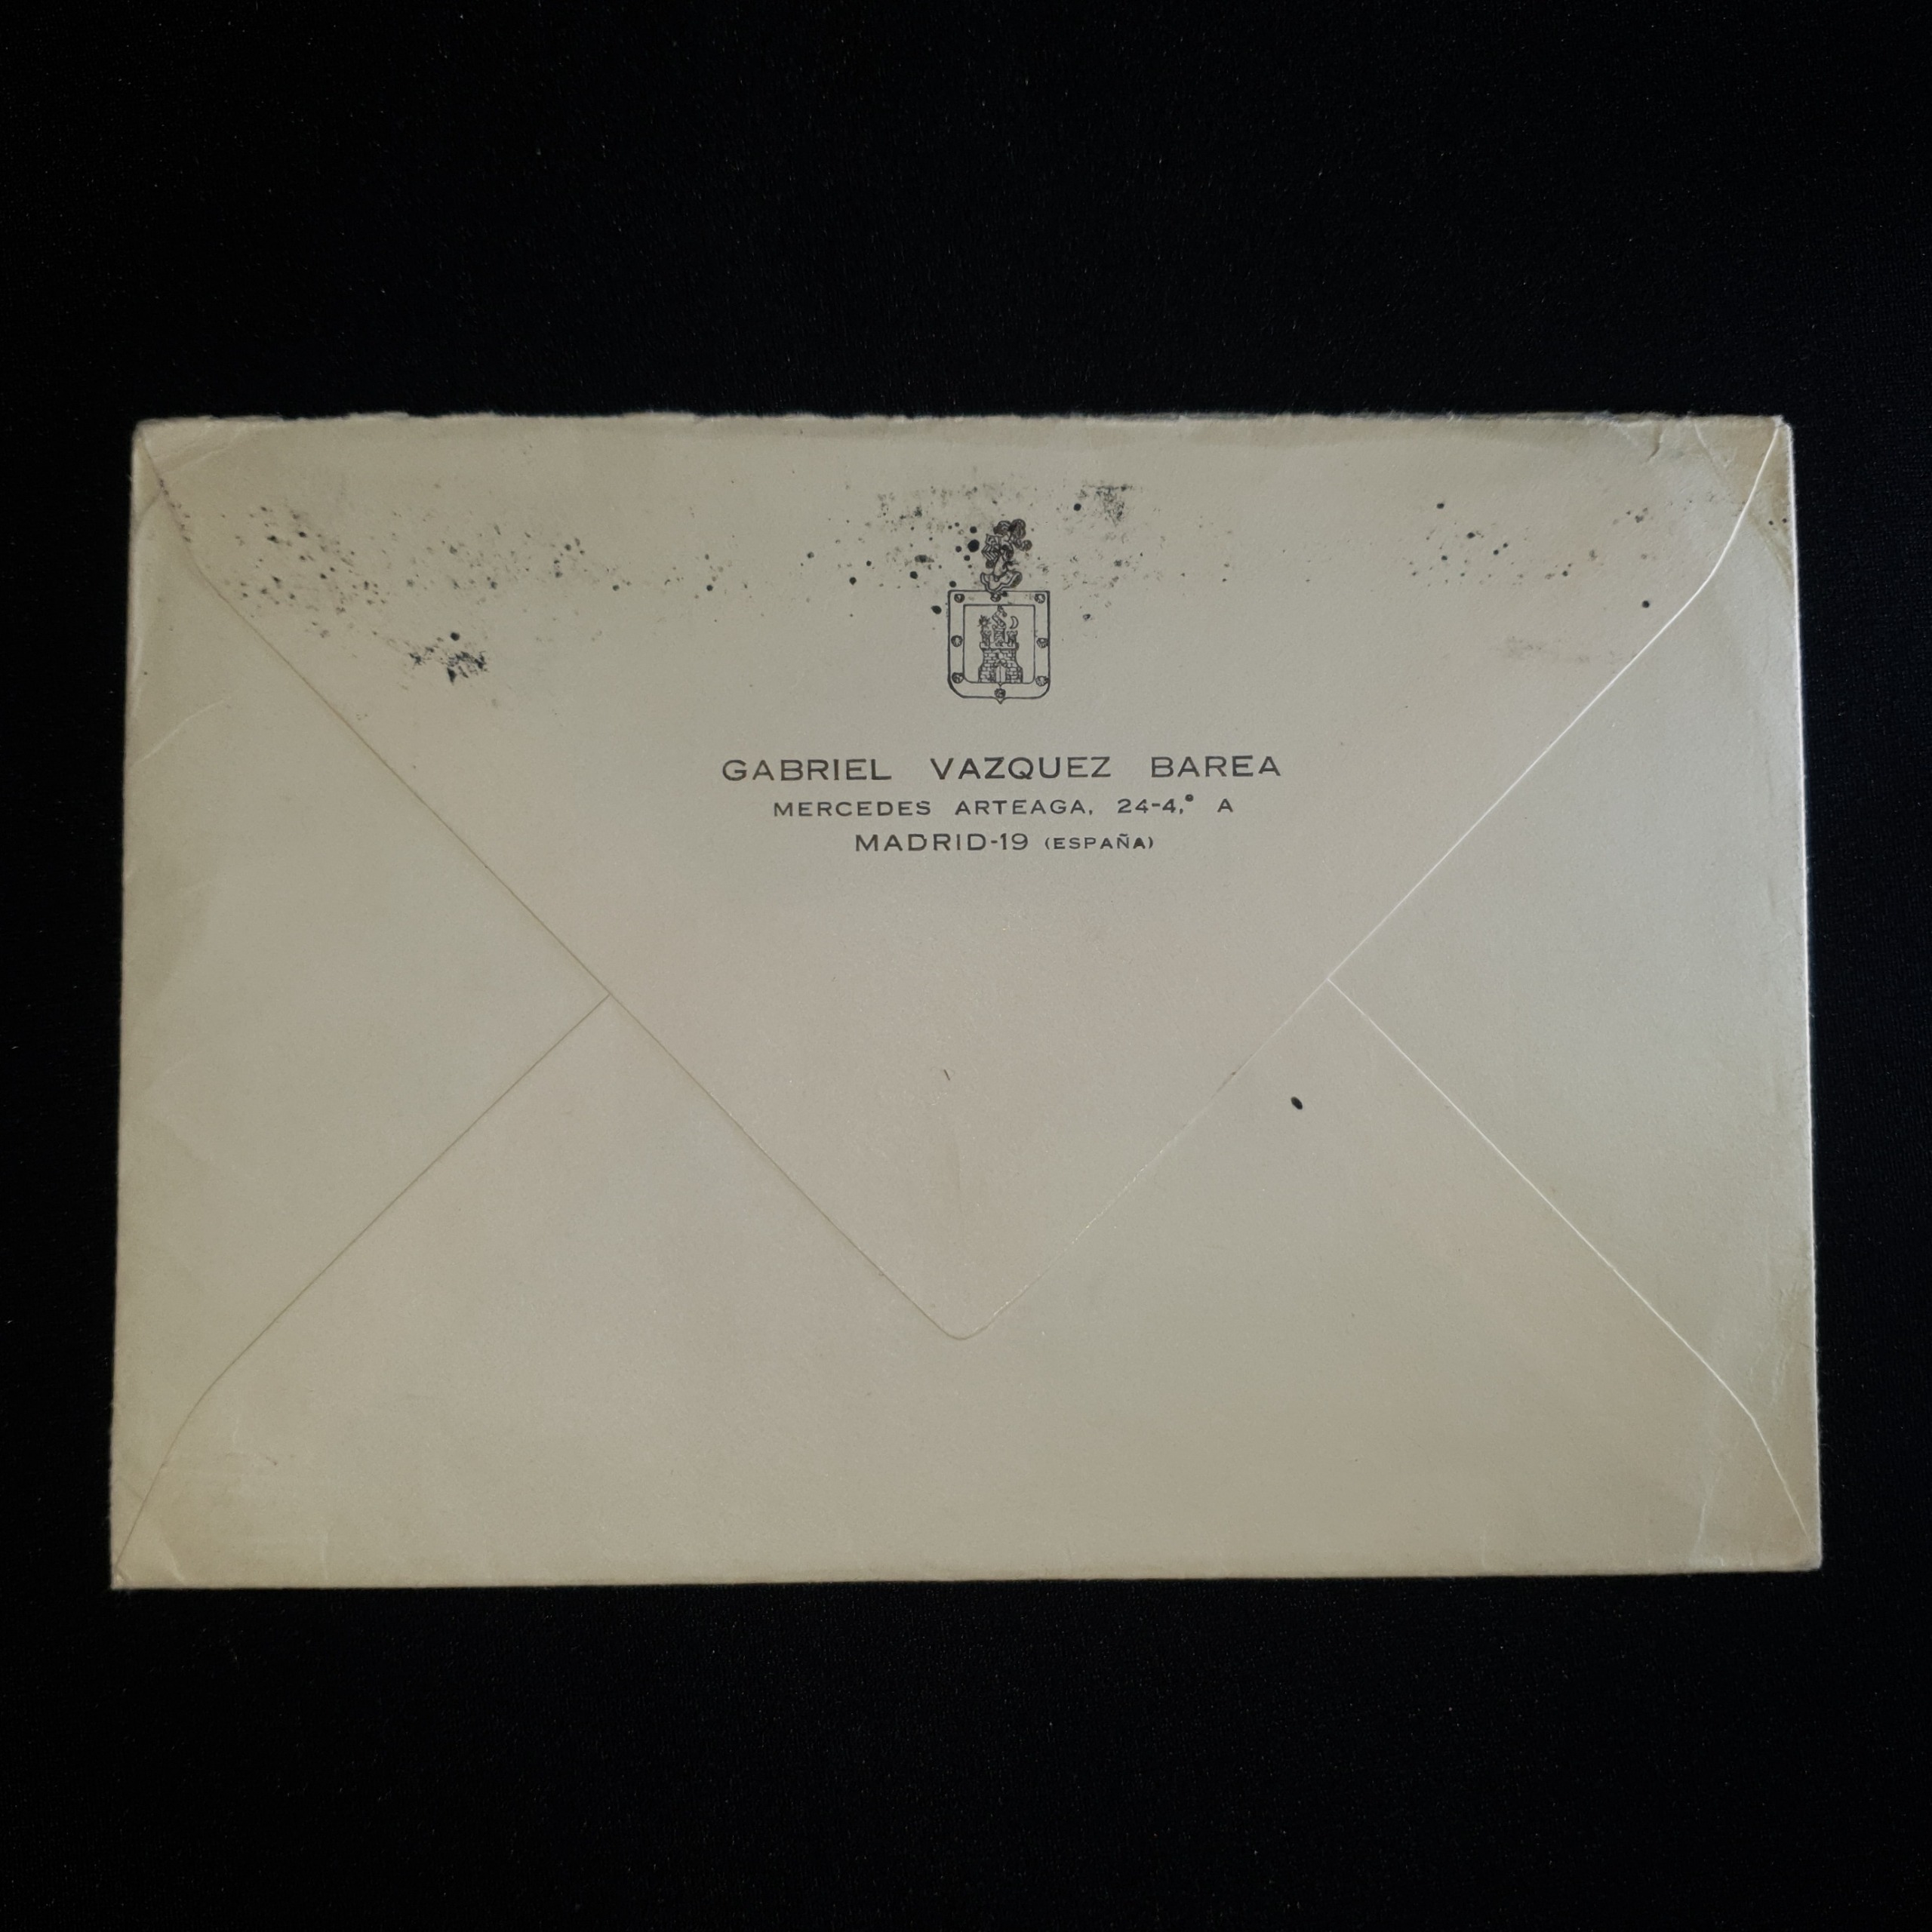 GABRIEL VAZQUEZ BAREA
MERCEDES ARTEAGA, 24-4,º A
MADRID-19 (ESPAÑA)